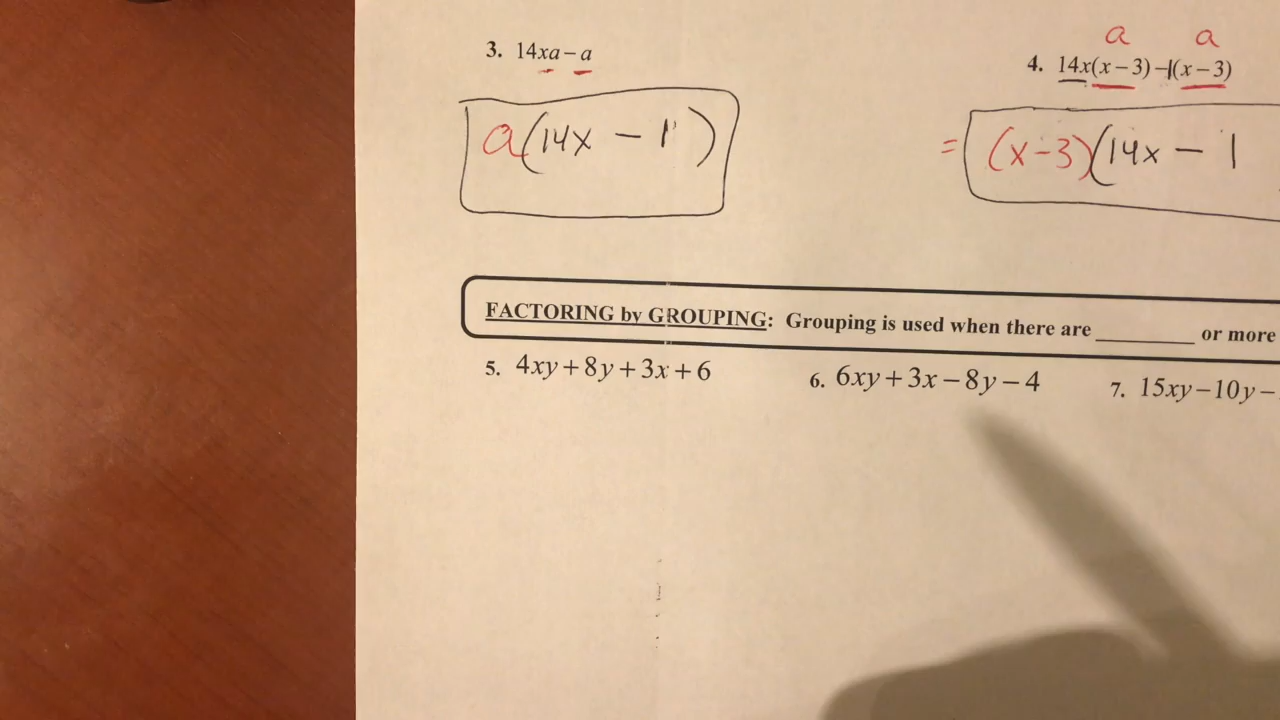 a a
3. 14xa – a
4. 14x(x – 3) –1(x – 3)
a(14x – 1)
= (x–3)(14x – 1
FACTORING by GROUPING: Grouping is used when there are _________ or more
5. 4xy + 8y + 3x + 6
6. 6xy + 3x – 8y – 4
7. 15xy – 10y –